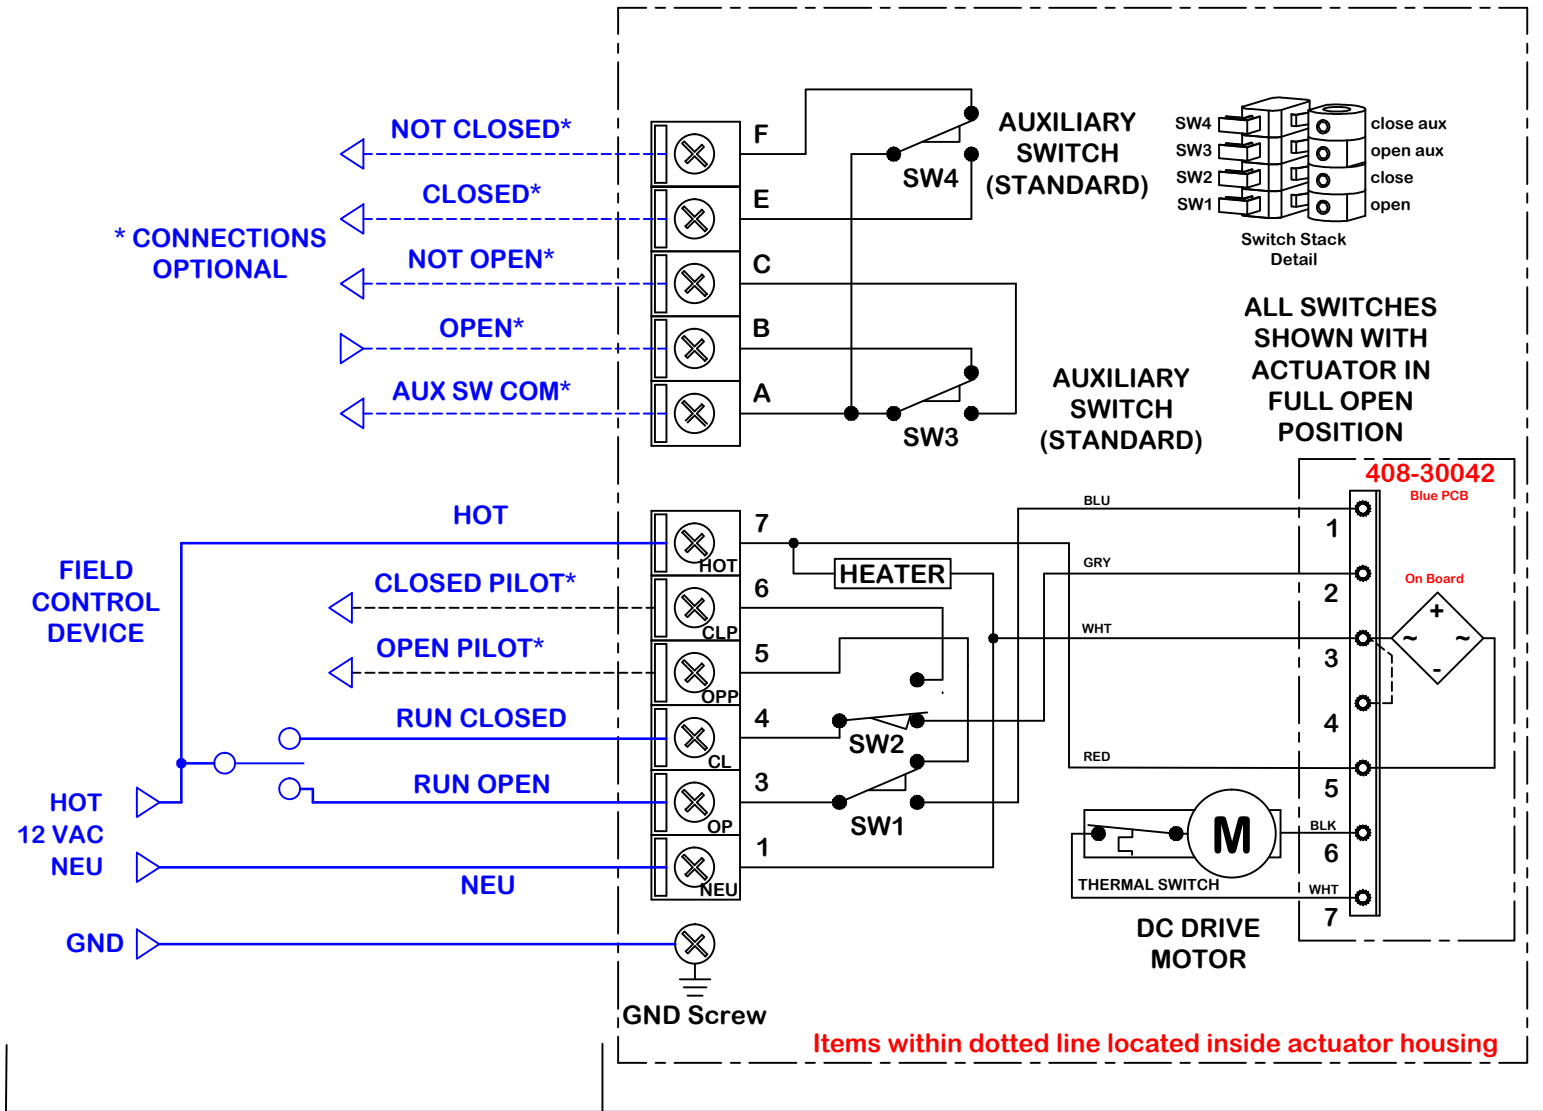 NOT CLOSED*
CLOSED*
* CONNECTIONS
OPTIONAL
NOT OPEN*
OPEN*
AUX SW COM*
F
E
C
B
A
SW4
AUXILIARY
SWITCH
(STANDARD)
SW3
AUXILIARY
SWITCH
(STANDARD)
SW4
SW3
SW2
SW1
close aux
open aux
close
open
Switch Stack
Detail
ALL SWITCHES
SHOWN WITH
ACTUATOR IN
FULL OPEN
POSITION
HOT
FIELD
CONTROL
DEVICE
CLOSED PILOT*
OPEN PILOT*
RUN CLOSED
RUN OPEN
HOT
12 VAC
NEU
NEU
GND
7
HOT
6
CLP
5
OPP
4
CL
3
OP
1
NEU
GND Screw
HEATER
SW2
SW1
BLU
GRY
WHT
RED
BLK
WHT
408-30042
Blue PCB
On Board
1
2
3
4
5
6
7
+
~ ~
-
M
THERMAL SWITCH
DC DRIVE
MOTOR
Items within dotted line located inside actuator housing